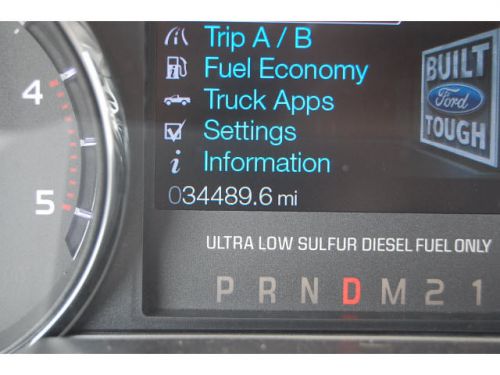 Trip A / B
Fuel Economy
Truck Apps
Settings
Information
034489.6 mi
BUILT
Ford
TOUGH
4
5
ULTRA LOW SULFUR DIESEL FUEL ONLY
P R N D M 2 1